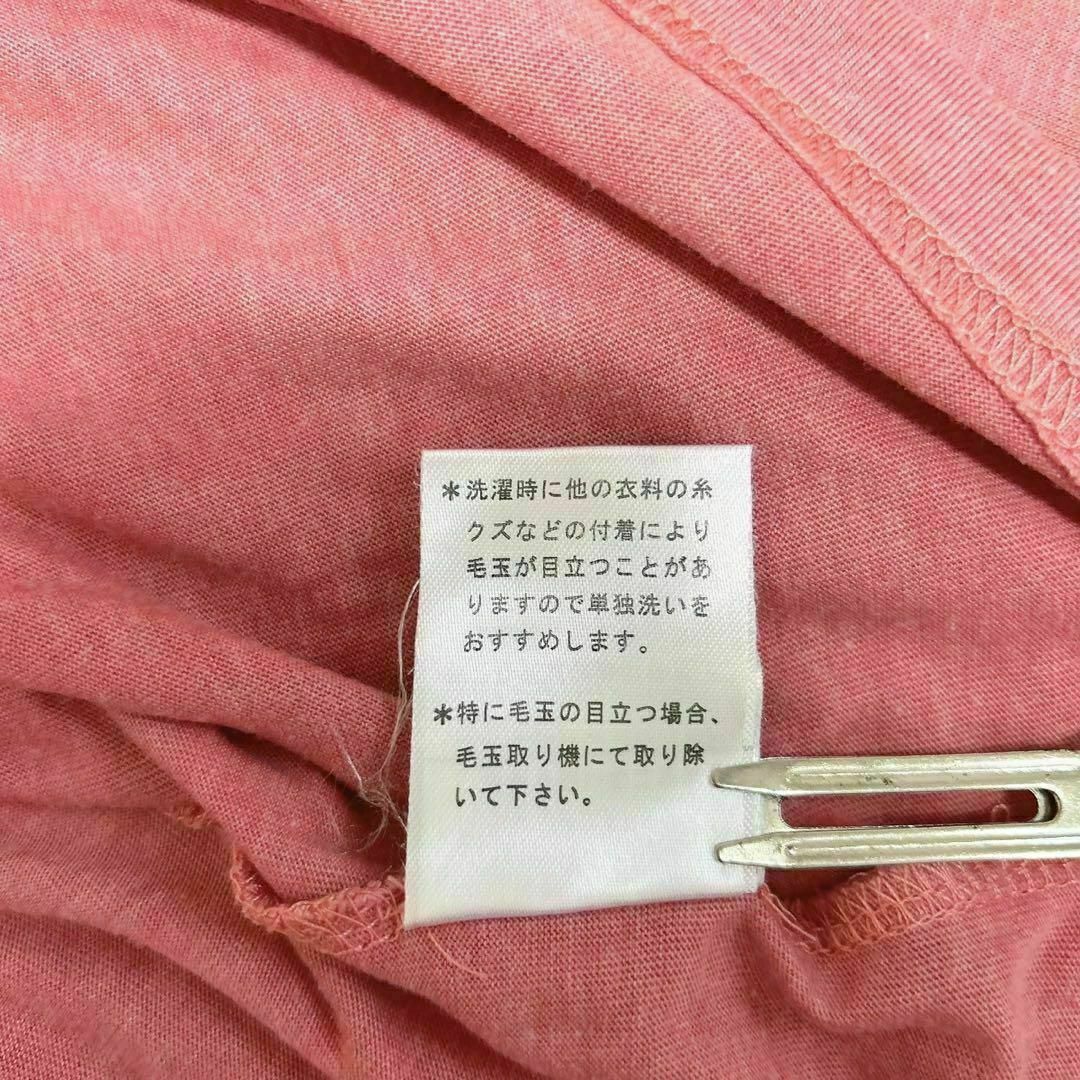 ＊洗濯時に他の衣料の糸
クズなどの付着により
毛玉が目立つことがあ
りますので単独洗いを
おすすめします。
＊特に毛玉の目立つ場合、
毛玉取り機にて取り除
いて下さい。